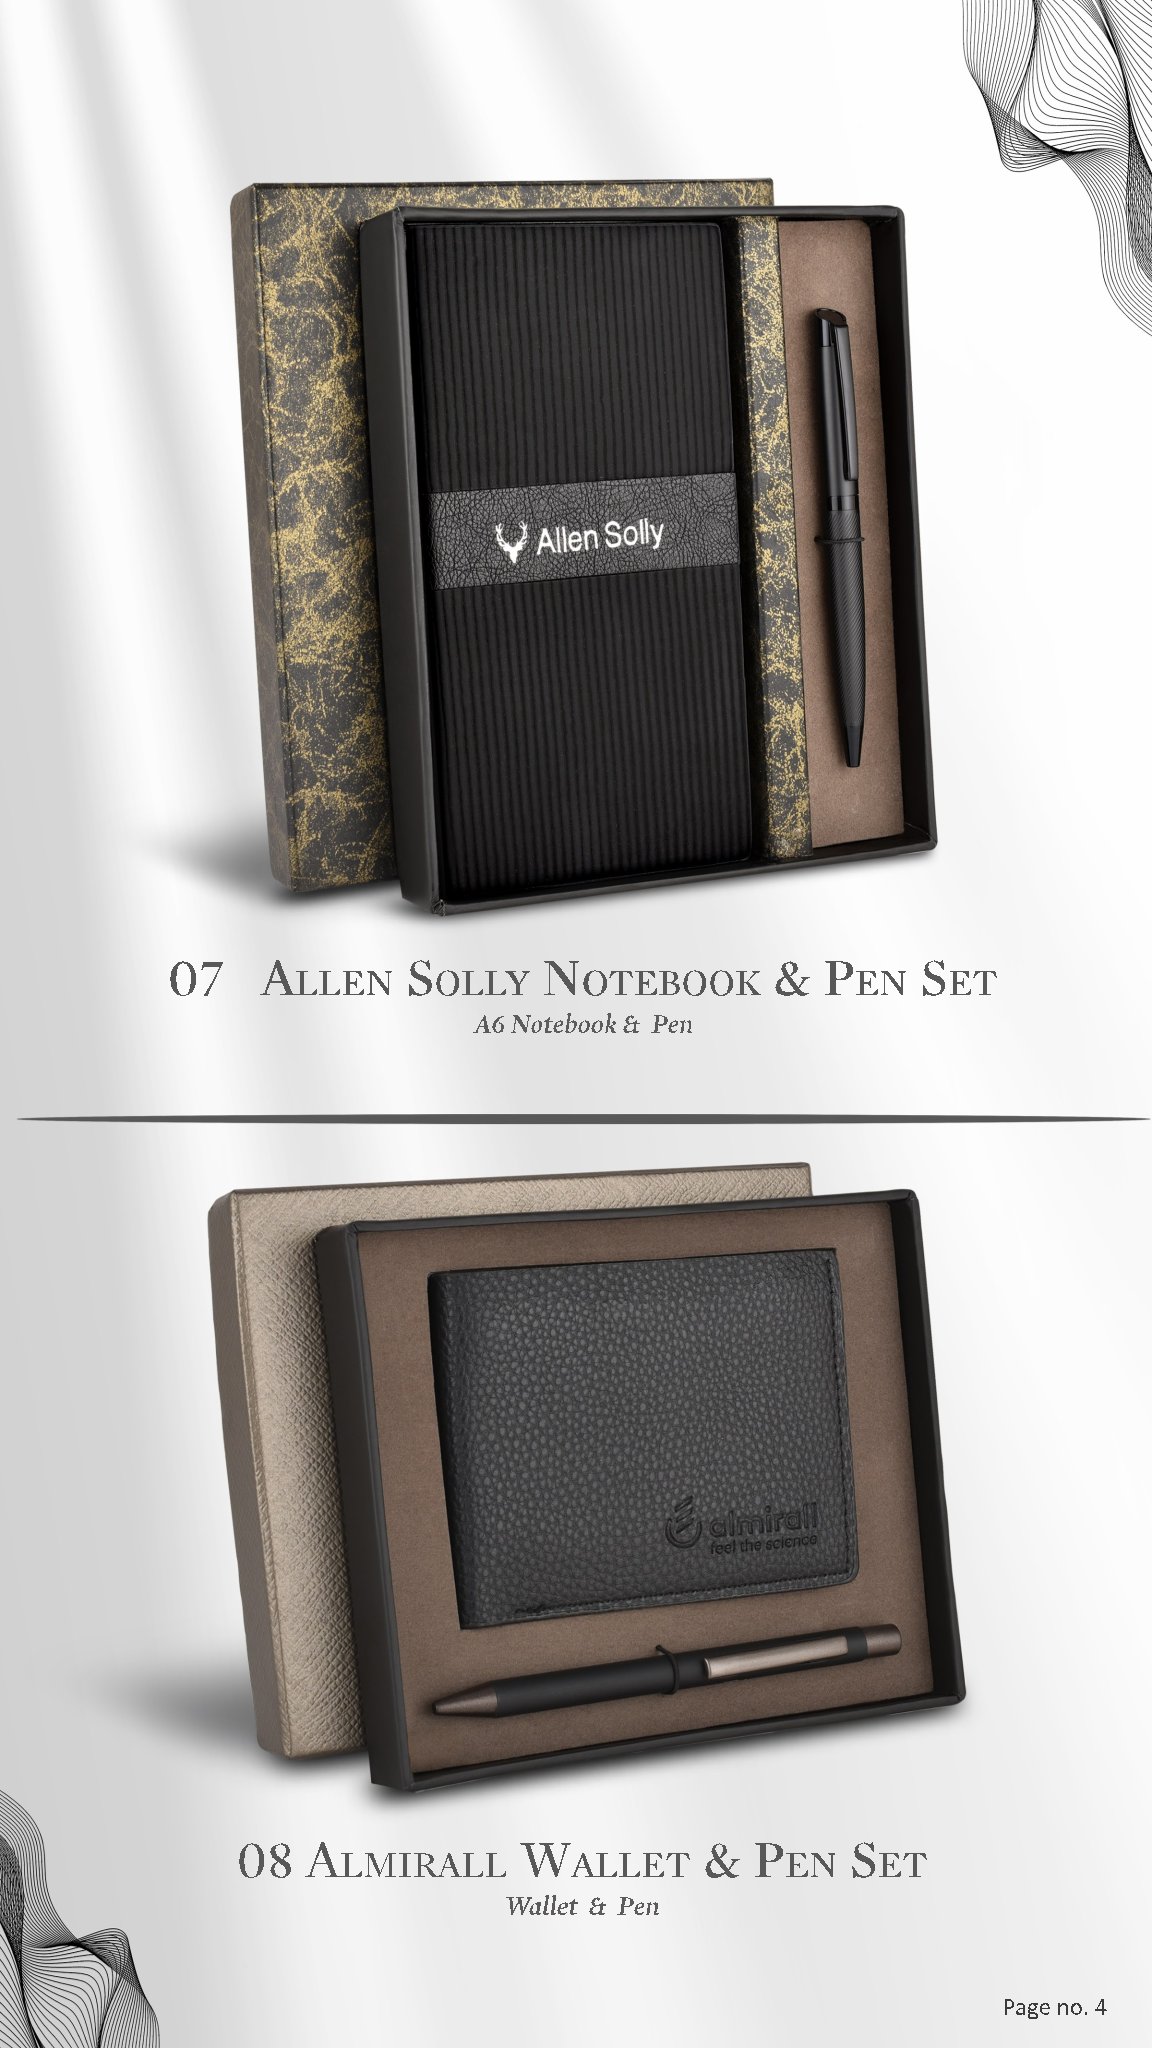 Allen Solly
07 Allen Solly Notebook & Pen Set
A6 Notebook & Pen
almirall
feel the science
08 Almirall Wallet & Pen Set
Wallet & Pen
Page no. 4